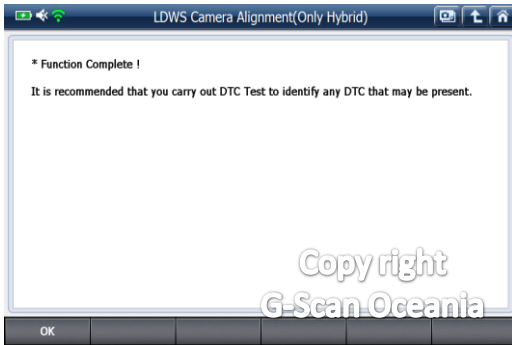 LDWS Camera Alignment(Only Hybrid)
* Function Complete !
It is recommended that you carry out DTC Test to identify any DTC that may be present.
Copy right
G-Scan Oceania
OK